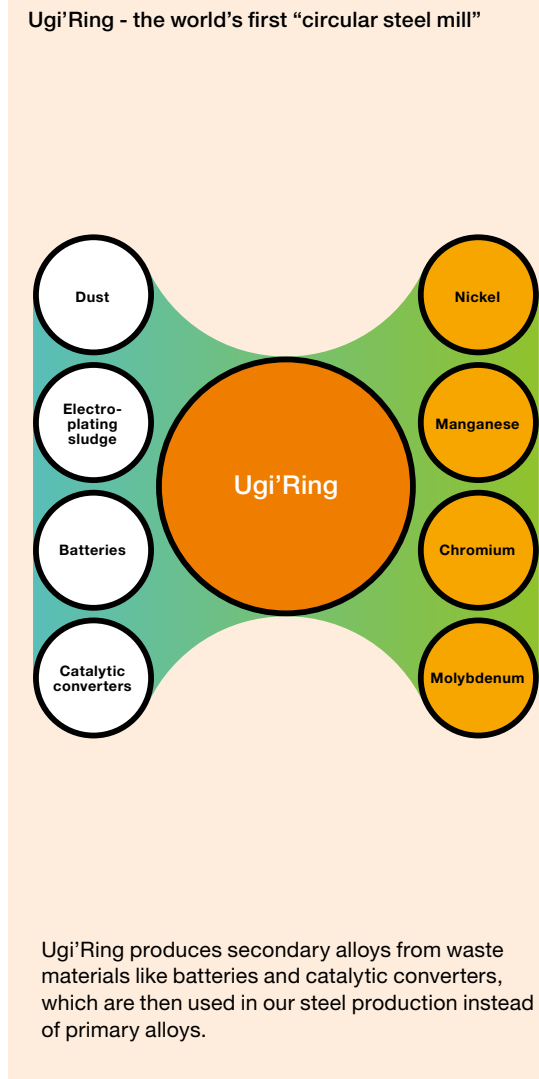 Ugi’Ring - the world’s first “circular steel mill”
Dust
Electro-
plating
sludge
Batteries
Catalytic
converters
Ugi’Ring
Nickel
Manganese
Chromium
Molybdenum
Ugi’Ring produces secondary alloys from waste
materials like batteries and catalytic converters,
which are then used in our steel production instead
of primary alloys.